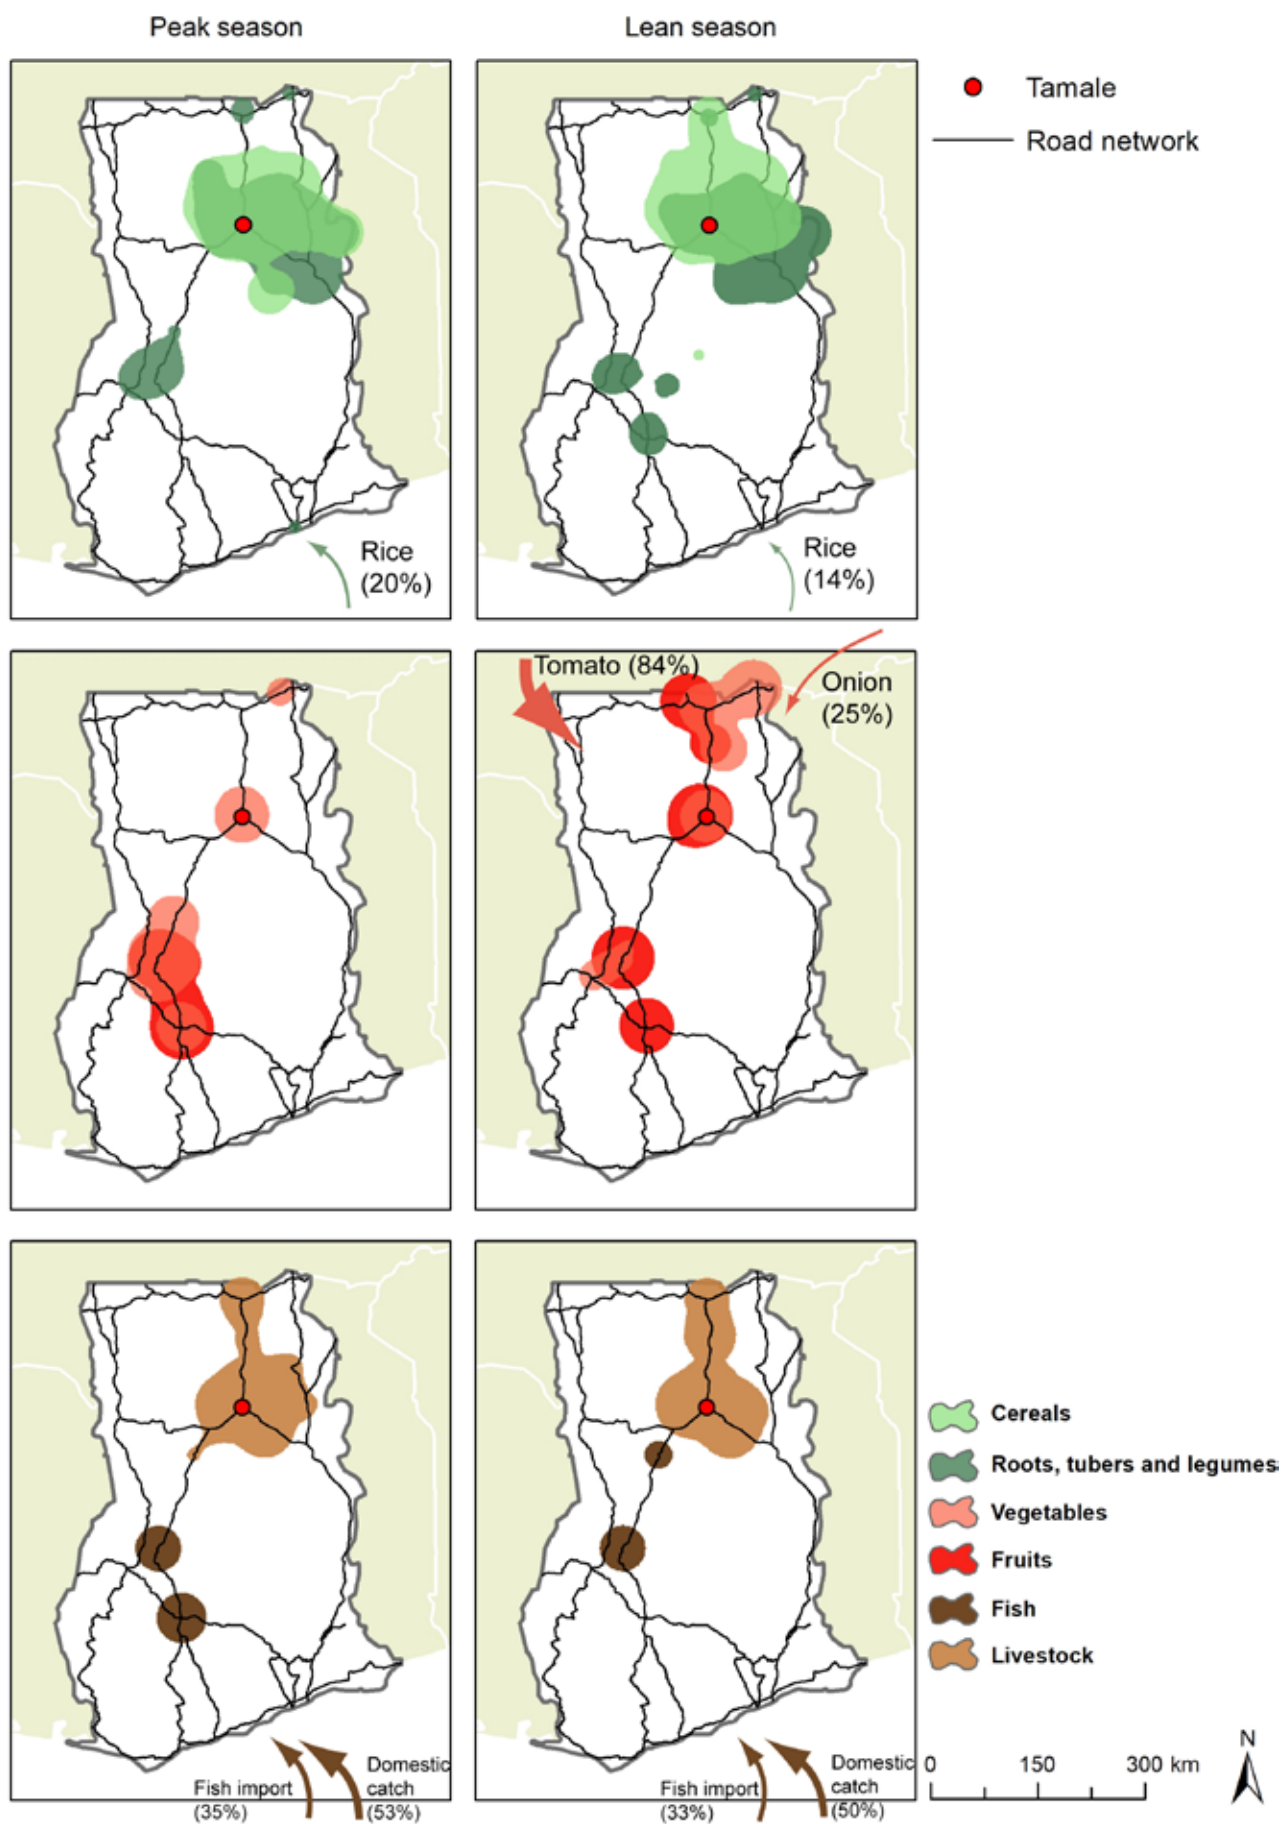 Peak season
Lean season
Tamale
Road network
Rice
(20%)
Rice
(14%)
Tomato (84%)
Onion
(25%)
Cereals
Roots, tubers and legumes
Vegetables
Fruits
Fish
Livestock
Fish import
(35%)
Domestic
catch
(53%)
Fish import
(33%)
Domestic
catch
(50%)
0 150 300 km
N